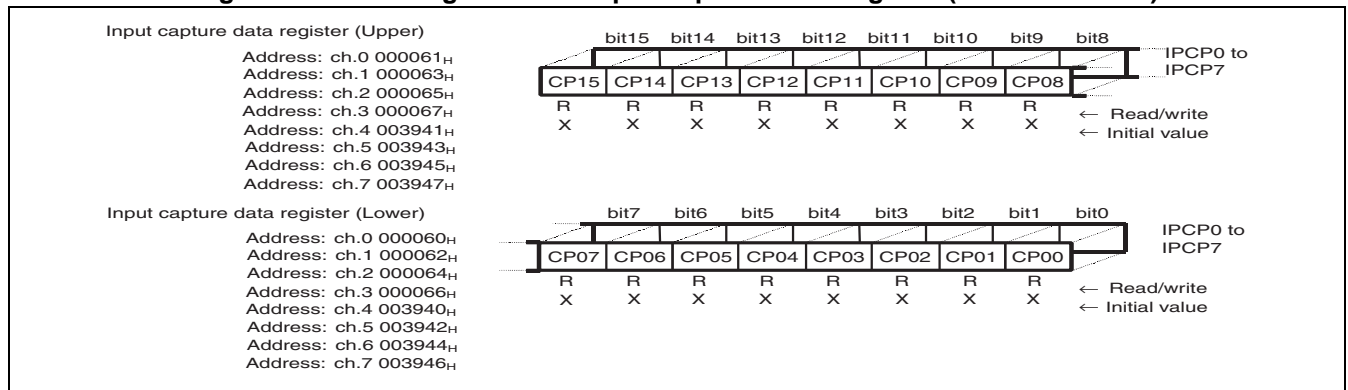 Input capture data register (Upper)
Address: ch.0 000061H
Address: ch.1 000063H
Address: ch.2 000065H
Address: ch.3 000067H
Address: ch.4 003941H
Address: ch.5 003943H
Address: ch.6 003945H
Address: ch.7 003947H
bit15 bit14 bit13 bit12 bit11 bit10 bit9 bit8
IPCP0 to
IPCP7
CP15 CP14 CP13 CP12 CP11 CP10 CP09 CP08
R R R R R R R R ← Read/write
X X X X X X X X ← Initial value
Input capture data register (Lower)
Address: ch.0 000060H
Address: ch.1 000062H
Address: ch.2 000064H
Address: ch.3 000066H
Address: ch.4 003940H
Address: ch.5 003942H
Address: ch.6 003944H
Address: ch.7 003946H
bit7 bit6 bit5 bit4 bit3 bit2 bit1 bit0
IPCP0 to
IPCP7
CP07 CP06 CP05 CP04 CP03 CP02 CP01 CP00
R R R R R R R R ← Read/write
X X X X X X X X ← Initial value